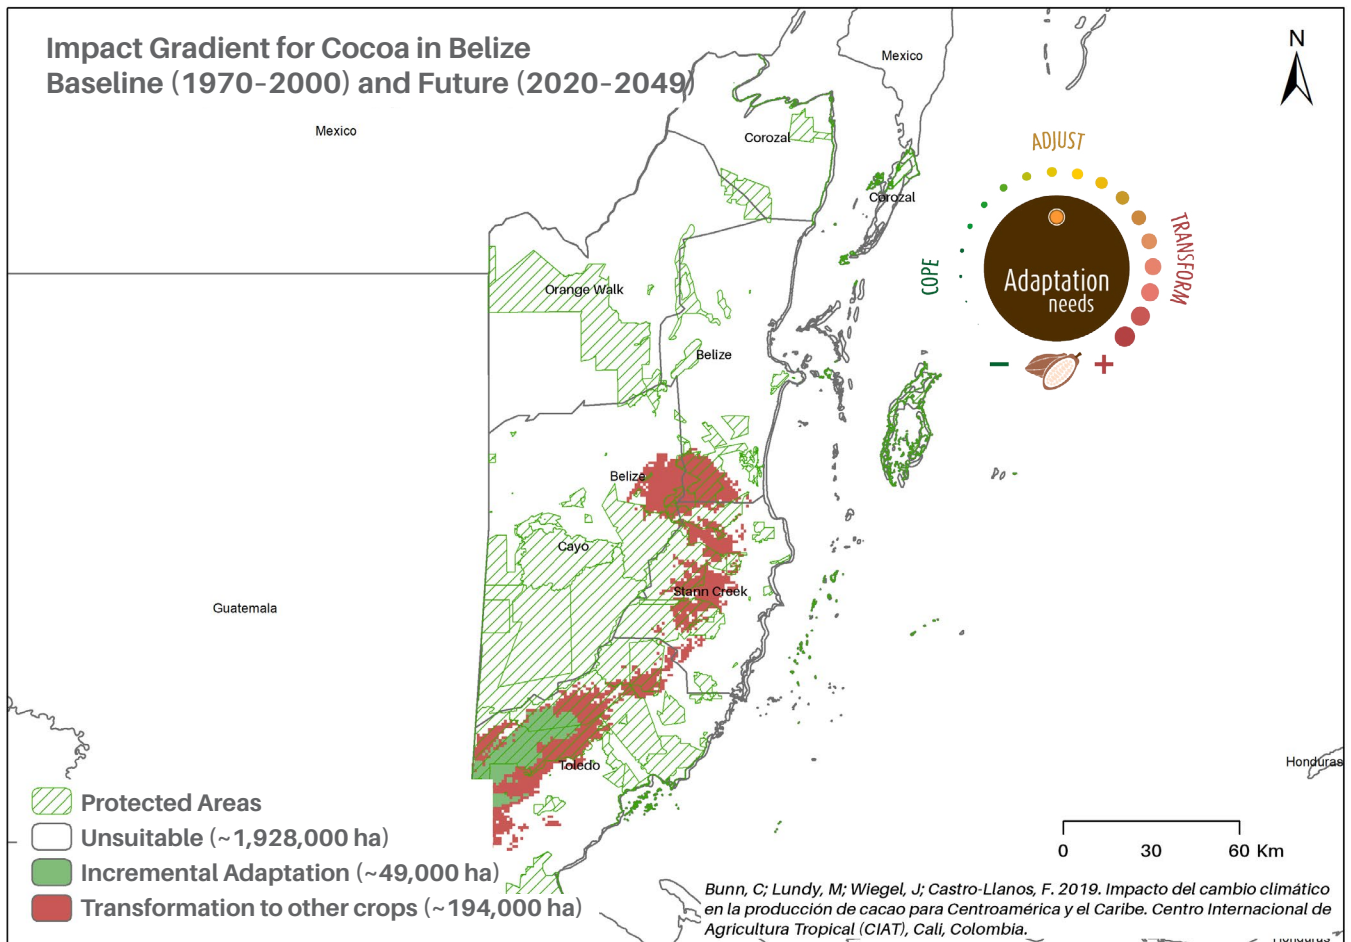 Impact Gradient for Cocoa in Belize
Baseline (1970-2000) and Future (2020-2049)
Mexico
Mexico
N
Corozal
Corozal
ADJUST
COPE
TRANSFORM
Adaptation
needs
Orange Walk
Belize
Belize
Cayo
Stann Creek
Guatemala
Toledo
Honduras
Protected Areas
Unsuitable (~1,928,000 ha)
Incremental Adaptation (~49,000 ha)
Transformation to other crops (~194,000 ha)
0 30 60 Km
Bunn, C; Lundy, M; Wiegel, J; Castro-Llanos, F. 2019. Impacto del cambio climático
en la producción de cacao para Centroamérica y el Caribe. Centro Internacional de
Agricultura Tropical (CIAT), Cali, Colombia.
Honduras